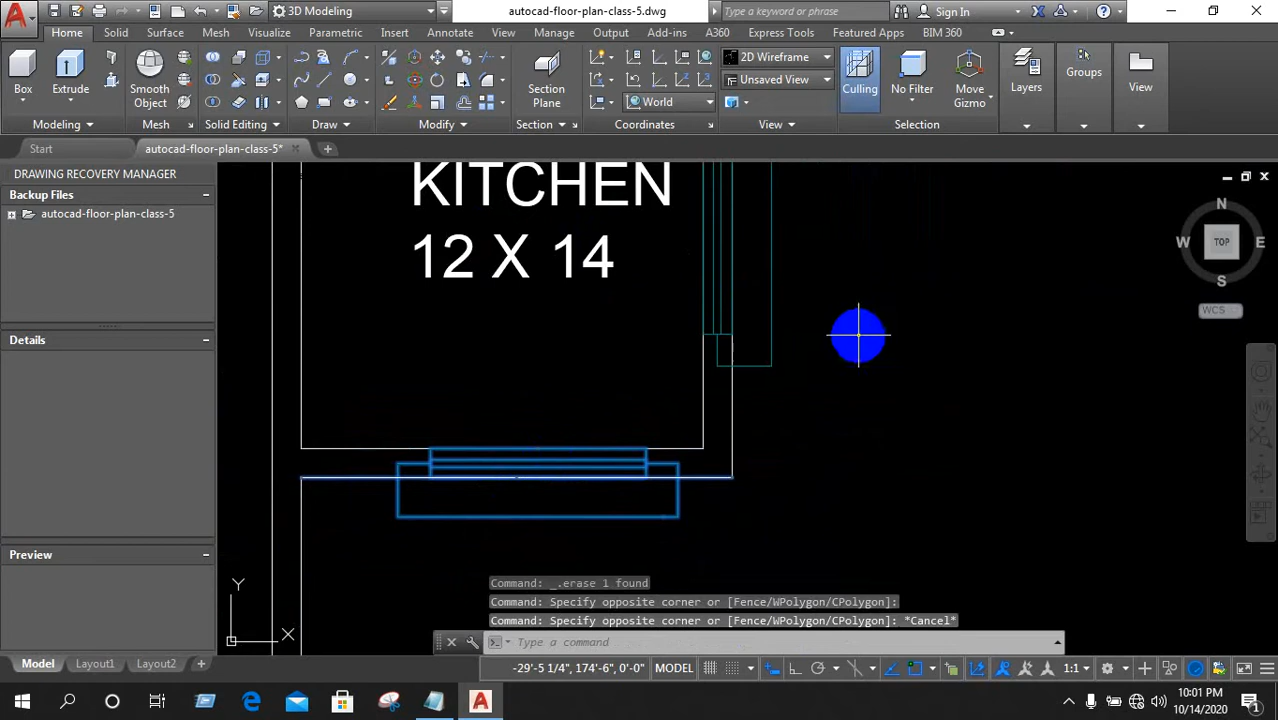 3D Modeling
autocad-floor-plan-class-5.dwg
Type a keyword or phrase
Sign In
Home Solid Surface Mesh Visualize Parametric Insert Annotate View Manage Output Add-ins A360 Express Tools Featured Apps BIM 360
Box
Extrude
Smooth Object
Section Plane
2D Wireframe
Unsaved View
World
Culling
No Filter
Move Gizmo
Layers
Groups
View
Modeling Mesh Solid Editing Draw Modify Section Coordinates View Selection
Start
autocad-floor-plan-class-5*
DRAWING RECOVERY MANAGER
Backup Files
autocad-floor-plan-class-5
Details
Preview
KITCHEN
12 X 14
N
W TOP E
S
WCS
Y
X
Command: _.erase 1 found
Command: Specify opposite corner or [Fence/WPolygon/CPolygon]:
Command: Specify opposite corner or [Fence/WPolygon/CPolygon]: *Cancel*
Type a command
Model Layout1 Layout2
-29'-5 1/4", 174'-6", 0'-0" MODEL
1:1
10:01 PM
10/14/2020